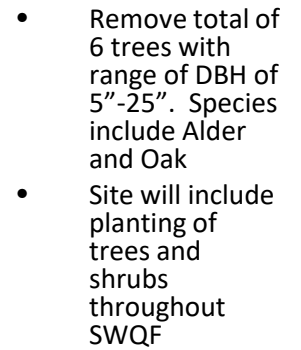 • Remove total of
6 trees with
range of DBH of
5”-25”.  Species
include Alder
and Oak
• Site will include
planting of
trees and
shrubs
throughout
SWQF